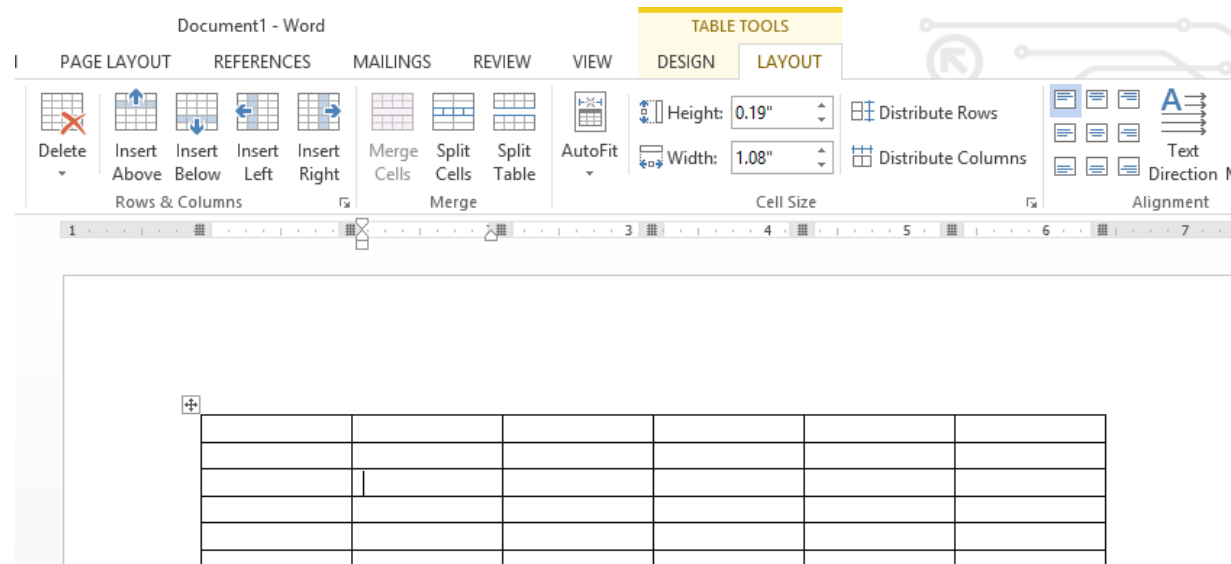 Document1 - Word
TABLE TOOLS
PAGE LAYOUT REFERENCES MAILINGS REVIEW VIEW DESIGN LAYOUT
Height: 0.19" Distribute Rows
Delete Insert Above Insert Below Insert Left Insert Right Merge Cells Split Cells Split Table AutoFit Width: 1.08" Distribute Columns A Text Direction
Rows & Columns Merge Cell Size Alignment
1 3 4 5 6 7